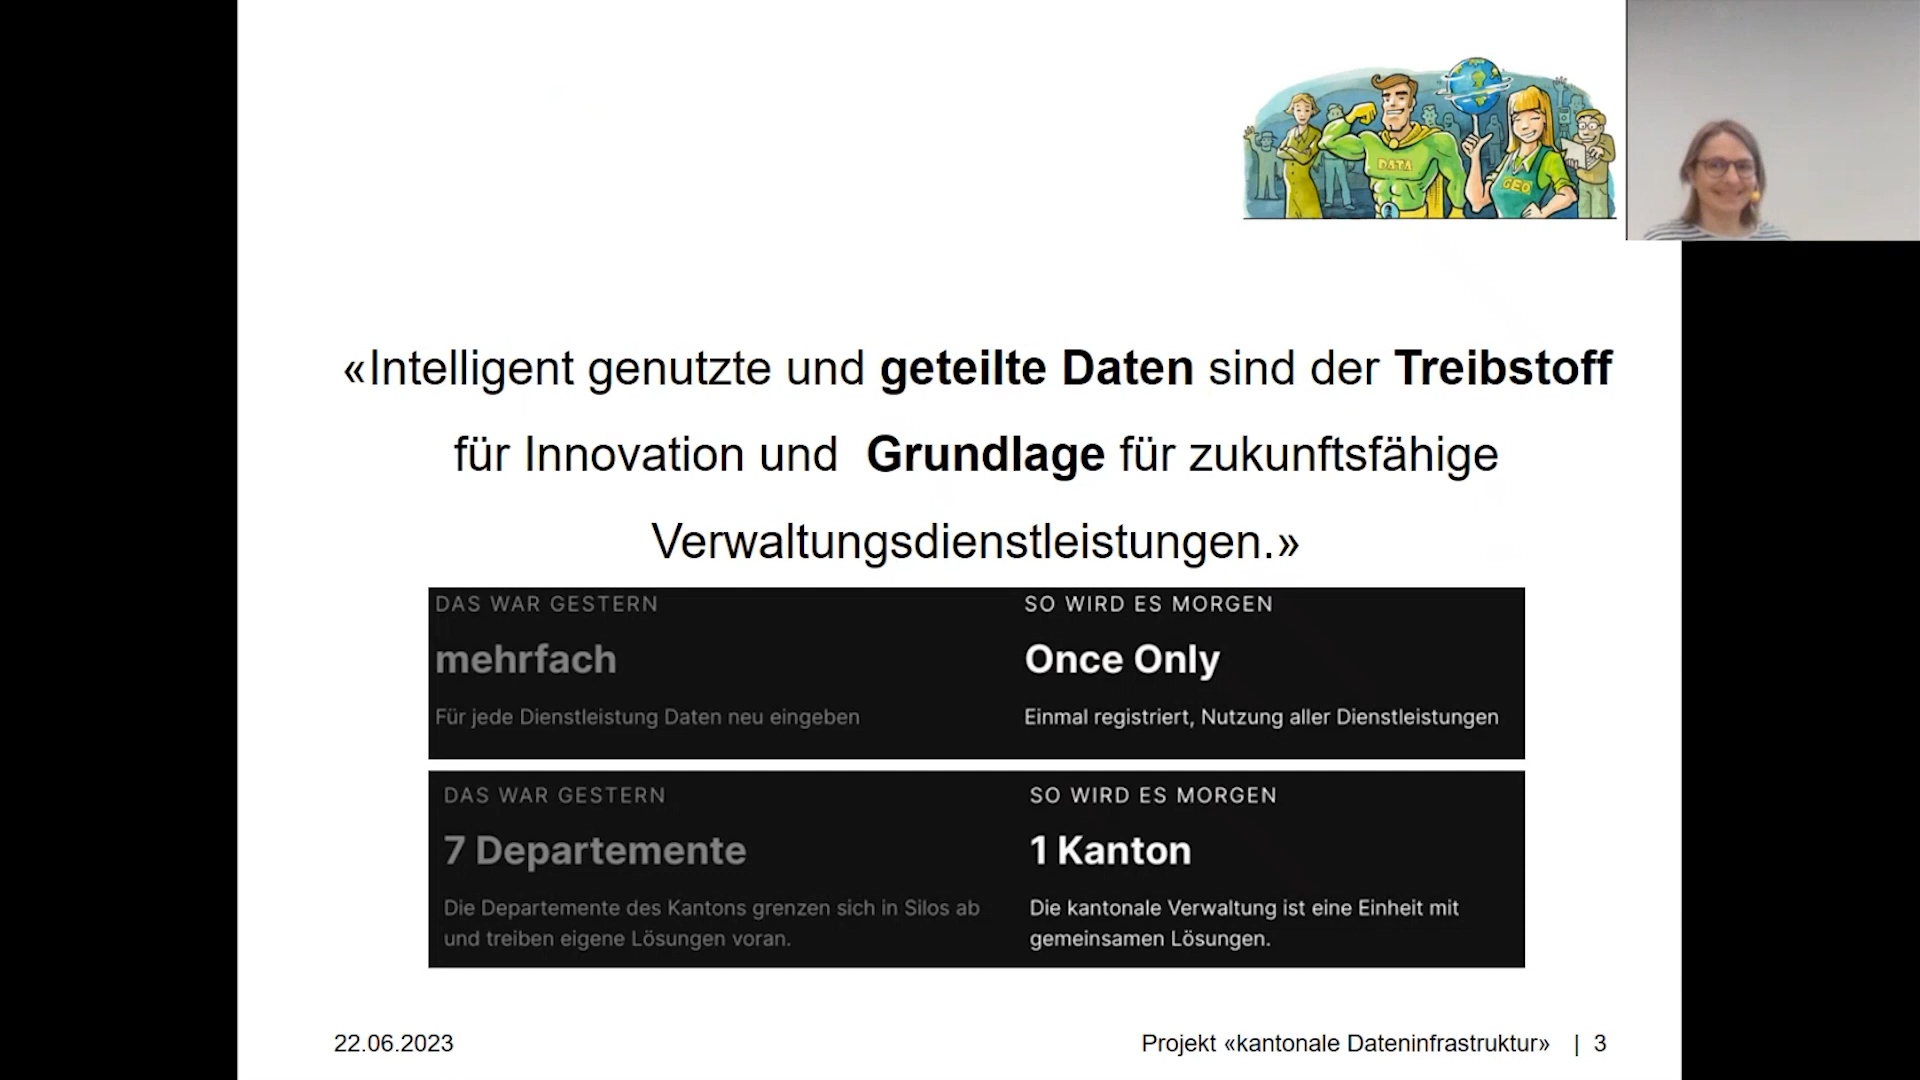 DATA
GEO
«Intelligent genutzte und geteilte Daten sind der Treibstoff
für Innovation und Grundlage für zukunftsfähige
Verwaltungsdienstleistungen.»
DAS WAR GESTERN
mehrfach
Für jede Dienstleistung Daten neu eingeben
SO WIRD ES MORGEN
Once Only
Einmal registriert, Nutzung aller Dienstleistungen
DAS WAR GESTERN
7 Departemente
Die Departemente des Kantons grenzen sich in Silos ab
und treiben eigene Lösungen voran.
SO WIRD ES MORGEN
1 Kanton
Die kantonale Verwaltung ist eine Einheit mit
gemeinsamen Lösungen.
22.06.2023
Projekt «kantonale Dateninfrastruktur» | 3